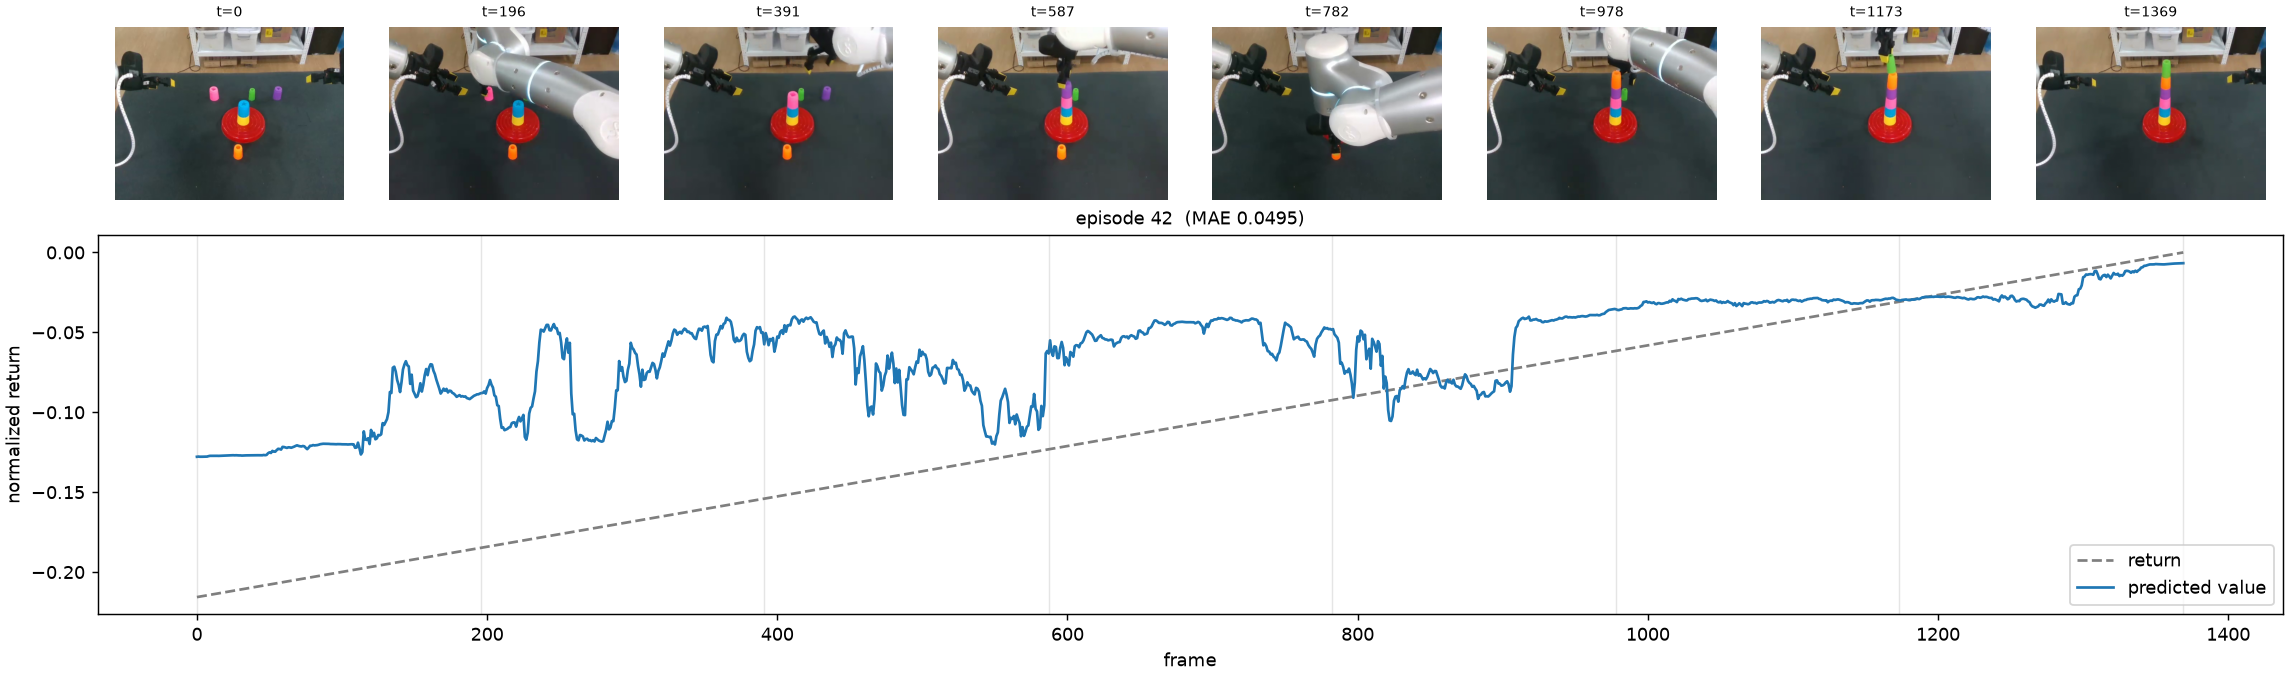 t=0 t=196 t=391 t=587 t=782 t=978 t=1173 t=1369
episode 42 (MAE 0.0495)
0.00
−0.05
−0.10
−0.15
−0.20
normalized return
return
predicted value
0 200 400 600 800 1000 1200 1400
frame